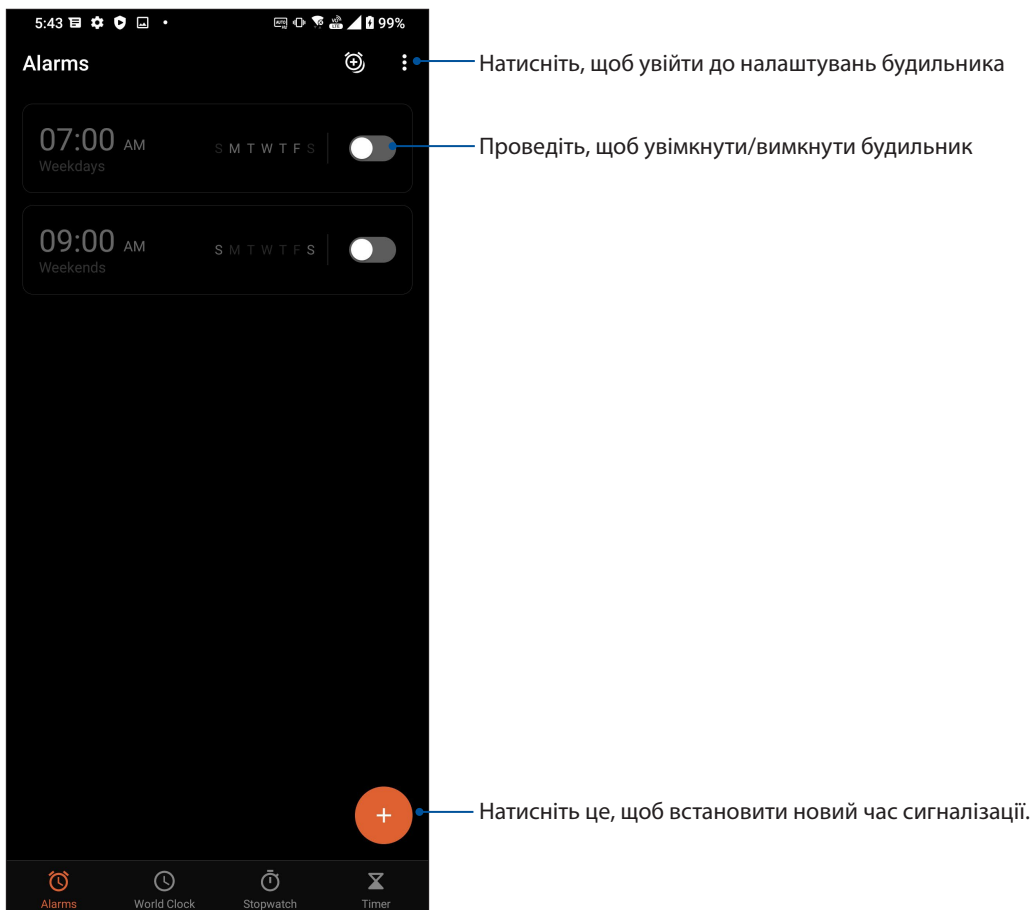 5:43 99%
Alarms
Натисніть, щоб увійти до налаштувань будильника
07:00 AM S M T W T F S
Weekdays
Проведіть, щоб увімкнути/вимкнути будильник
09:00 AM S M T W T F S
Weekends
+
Натисніть це, щоб встановити новий час сигналізації.
Alarms World Clock Stopwatch Timer